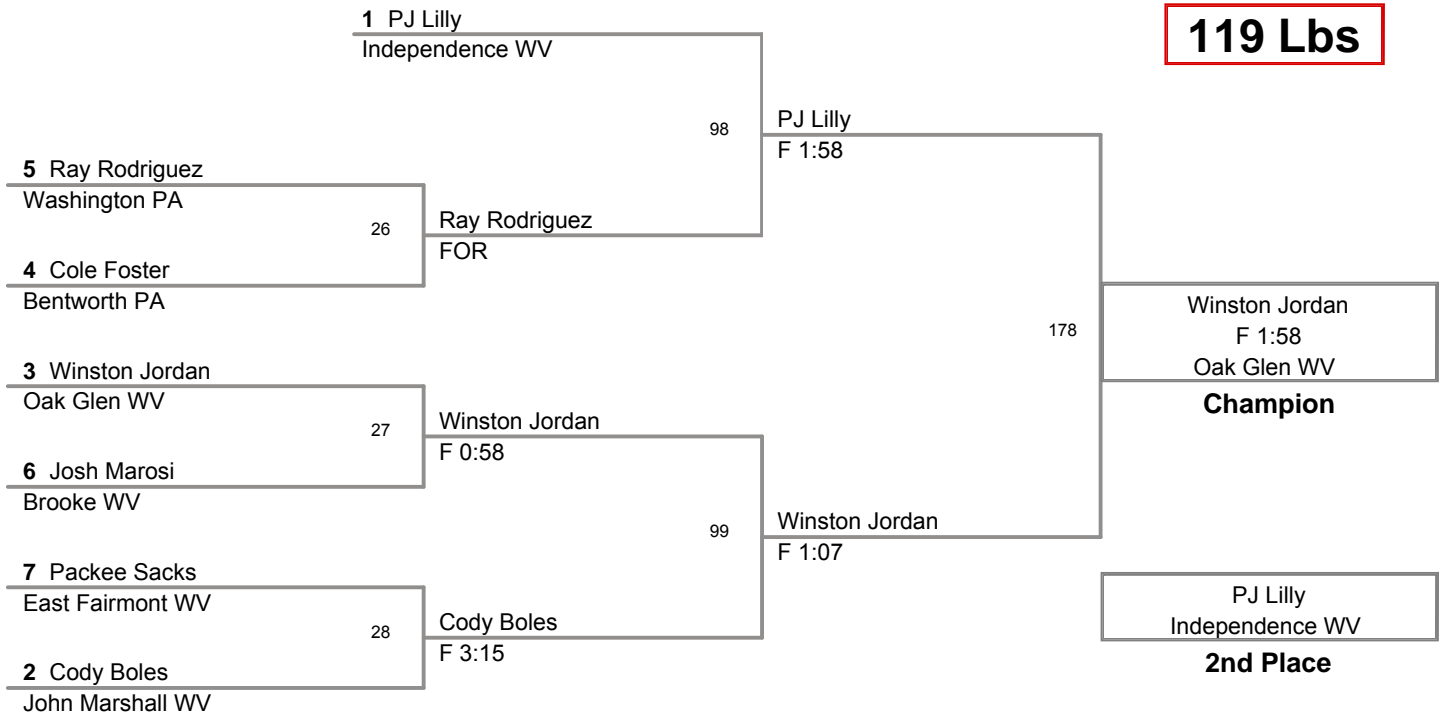 1 PJ Lilly
Independence WV
119 Lbs
98
PJ Lilly
F 1:58
5 Ray Rodriguez
Washington PA
26
Ray Rodriguez
FOR
4 Cole Foster
Bentworth PA
178
Winston Jordan
F 1:58
Oak Glen WV
Champion
3 Winston Jordan
Oak Glen WV
27
Winston Jordan
F 0:58
6 Josh Marosi
Brooke WV
99
Winston Jordan
F 1:07
7 Packee Sacks
East Fairmont WV
28
Cody Boles
F 3:15
2 Cody Boles
John Marshall WV
PJ Lilly
Independence WV
2nd Place